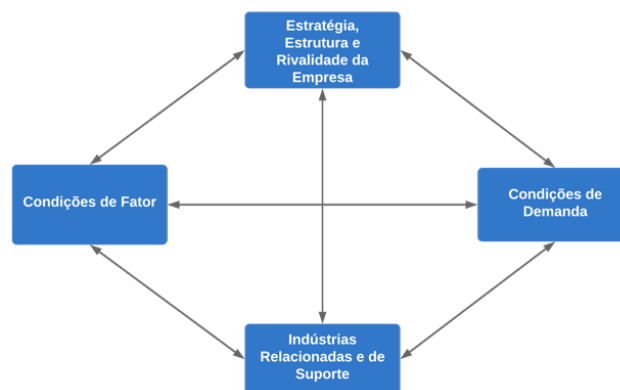 Estratégia,
Estrutura e
Rivalidade da
Empresa
Condições de Fator
Condições de
Demanda
Indústrias
Relacionadas e de
Suporte